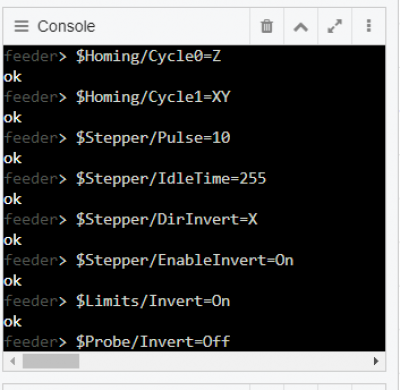 Console
feeder> $Homing/Cycle0=Z
ok
feeder> $Homing/Cycle1=XY
ok
feeder> $Stepper/Pulse=10
ok
feeder> $Stepper/IdleTime=255
ok
feeder> $Stepper/DirInvert=X
ok
feeder> $Stepper/EnableInvert=On
ok
feeder> $Limits/Invert=On
ok
feeder> $Probe/Invert=Off